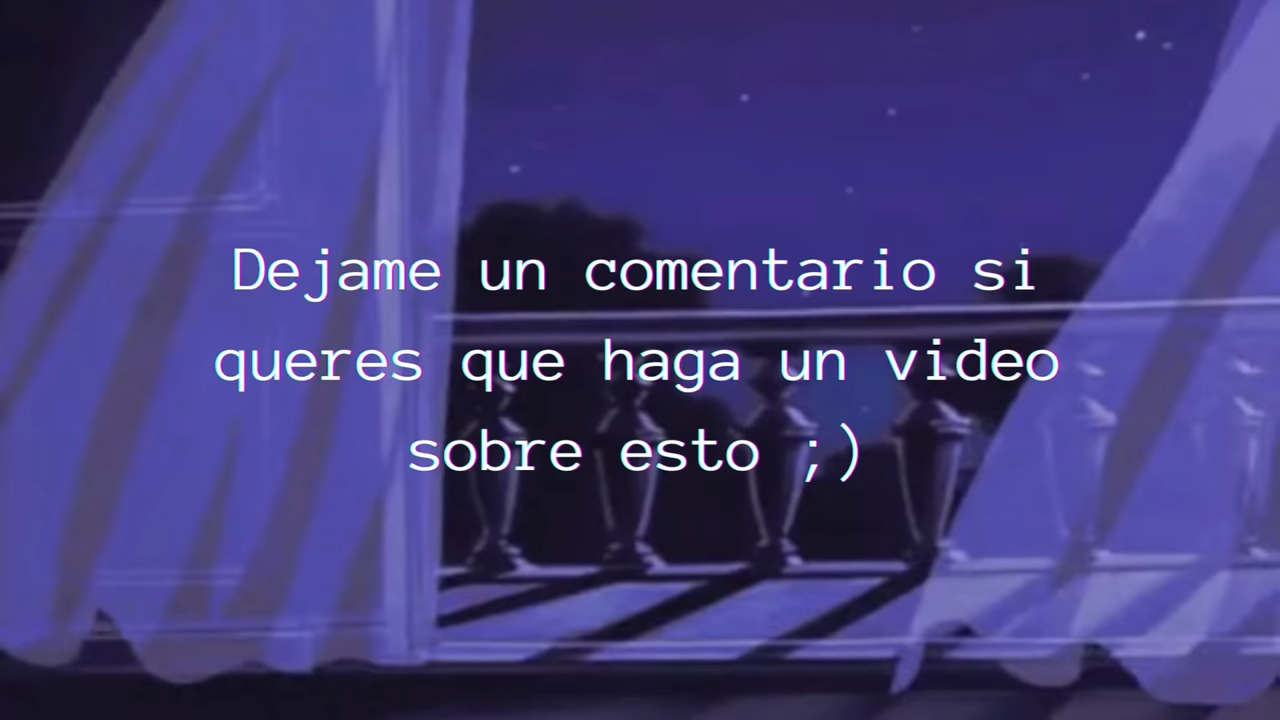 Dejame un comentario si
queres que haga un video
sobre esto ;)